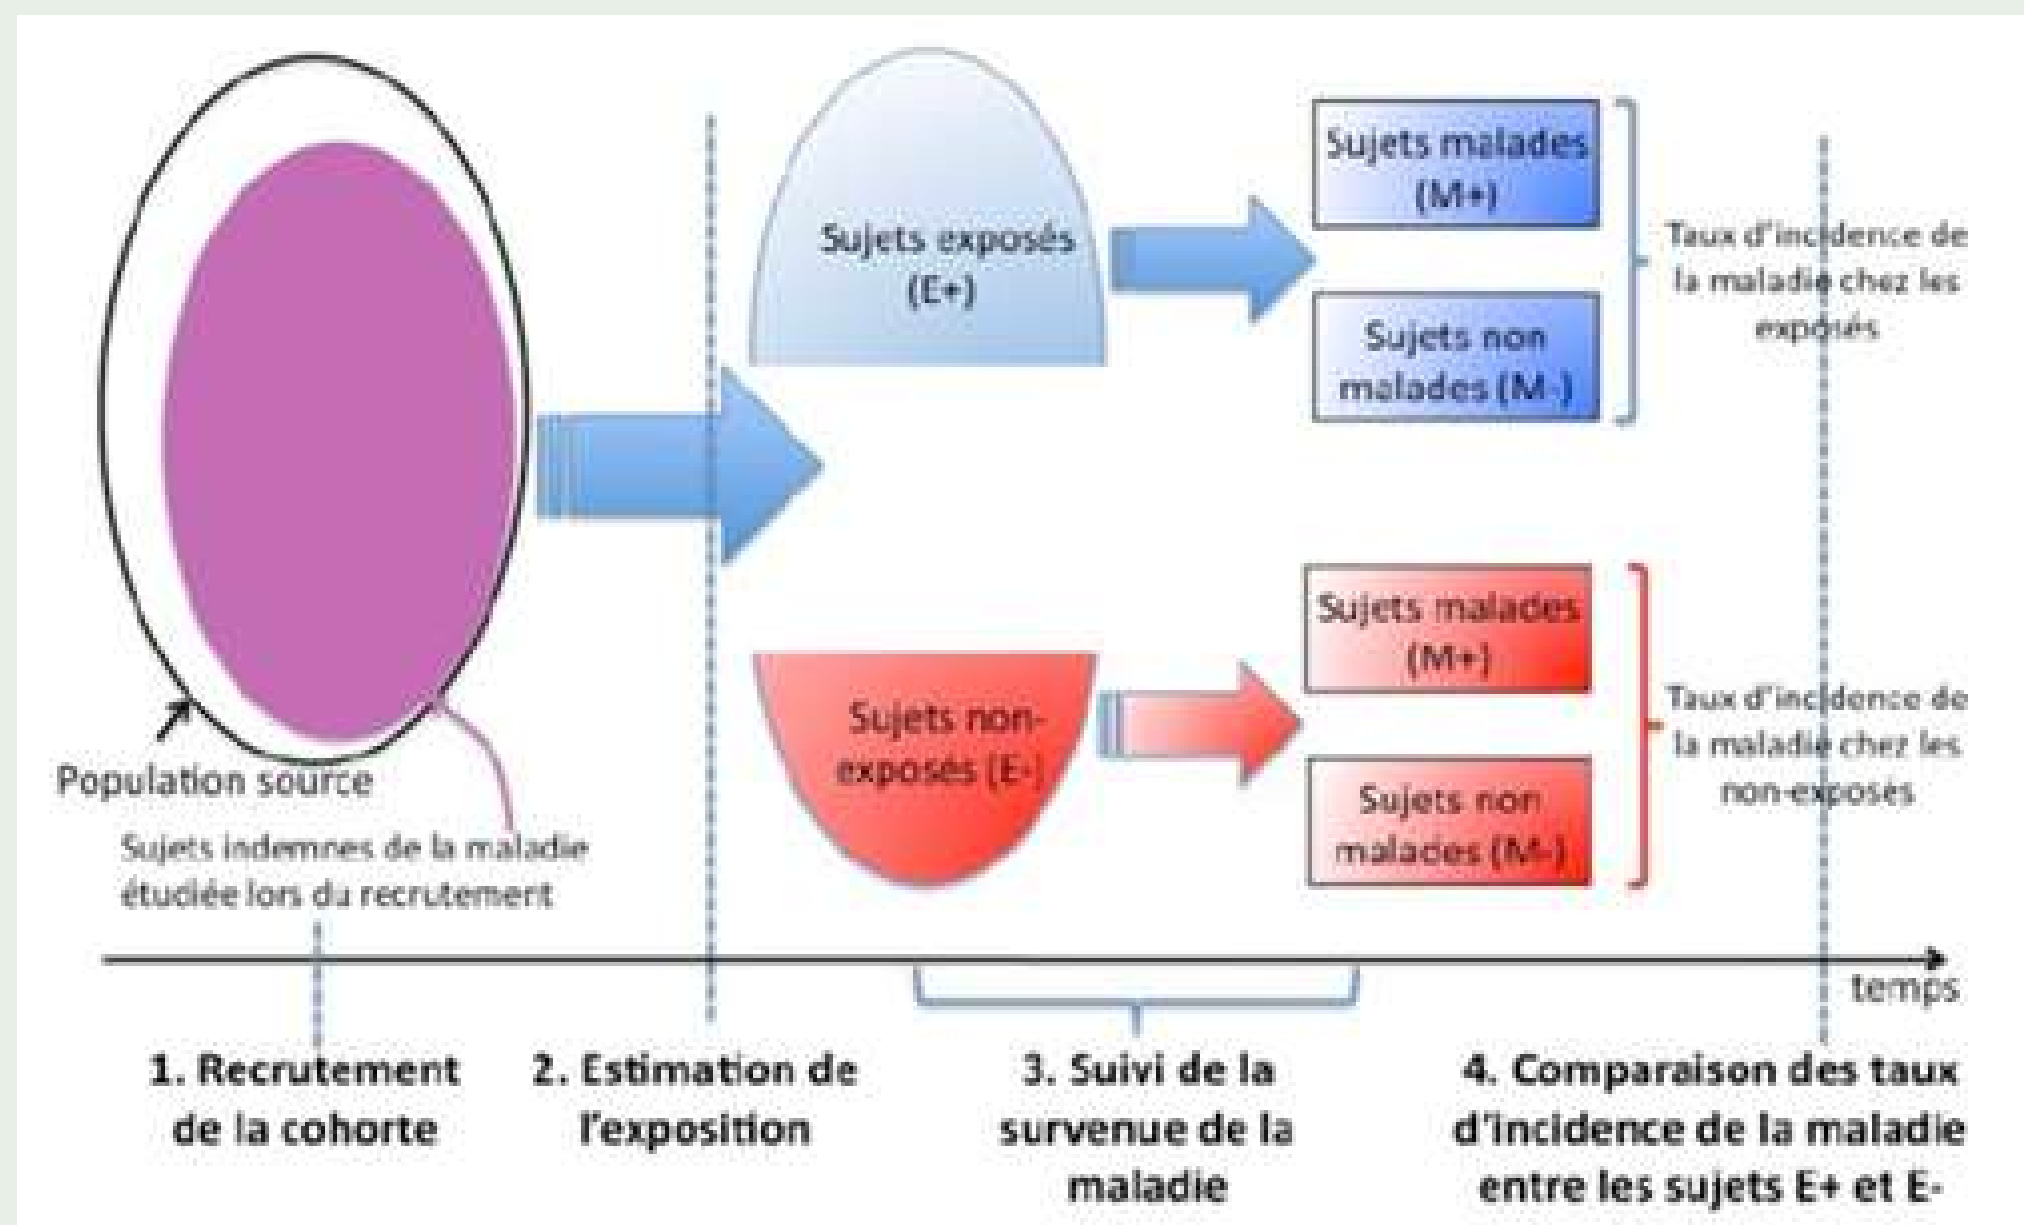 Sujets exposés
(E+)
Sujets malades
(M+)
Sujets non
malades (M-)
Taux d'incidence de
la maladie chez les
exposés
Sujets non-
exposés (E-)
Sujets malades
(M+)
Sujets non
malades (M-)
Taux d'incidence de
la maladie chez les
non-exposés
Population source
Sujets indemnes de la maladie
étudiée lors du recrutement
temps
1. Recrutement
de la cohorte
2. Estimation de
l'exposition
3. Suivi de la
survenue de la
maladie
4. Comparaison des taux
d'incidence de la maladie
entre les sujets E+ et E-